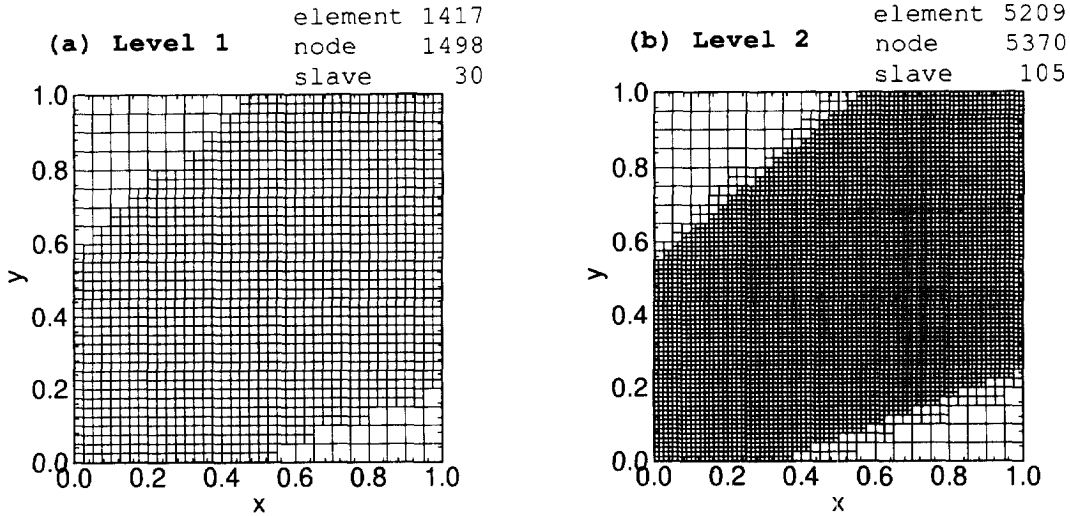 (a) Level 1
element 1417
node 1498
slave 30
1.0
0.8
0.6
0.4
0.2
0.0
y
0.0 0.2 0.4 0.6 0.8 1.0
x
(b) Level 2
element 5209
node 5370
slave 105
1.0
0.8
0.6
0.4
0.2
0.0
y
0.0 0.2 0.4 0.6 0.8 1.0
x